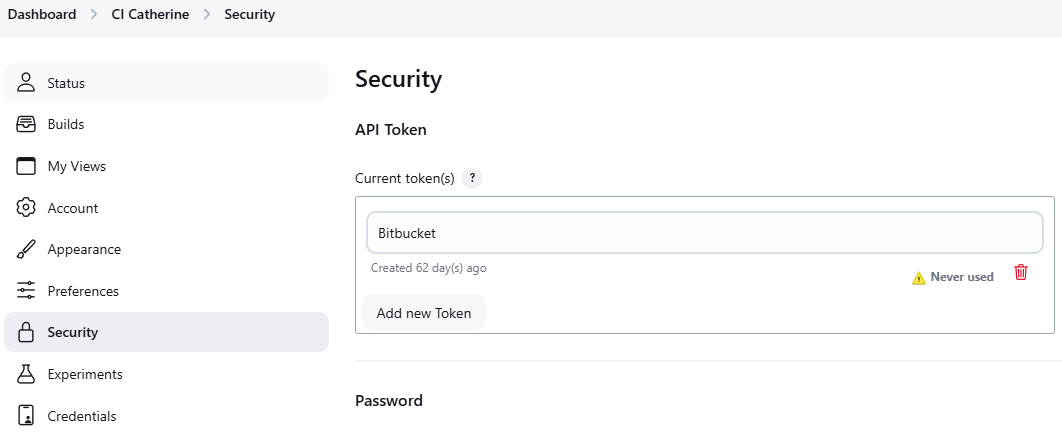 Dashboard > CI Catherine > Security
Status
Builds
My Views
Account
Appearance
Preferences
Security
Experiments
Credentials
Security
API Token
Current token(s) ?
Bitbucket
Created 62 day(s) ago
Never used
Add new Token
Password